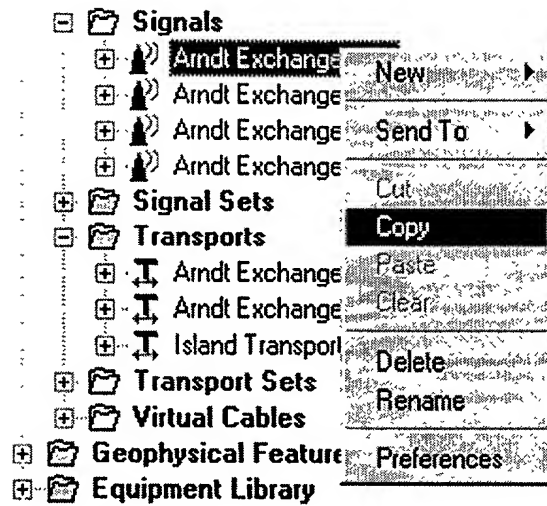 Signals
Arndt Exchange
Arndt Exchange
Arndt Exchange
Arndt Exchange
Signal Sets
Transports
Arndt Exchange
Arndt Exchange
Island Transport
Transport Sets
Virtual Cables
Geophysical Feature
Equipment Library
New
Send To
Cut
Copy
Paste
Clear
Delete
Rename
Preferences